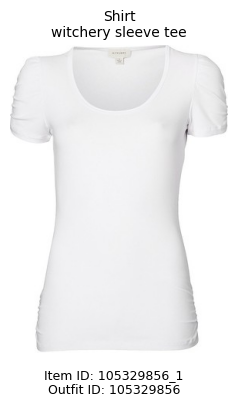 Shirt
witchery sleeve tee
Item ID: 105329856_1
Outfit ID: 105329856